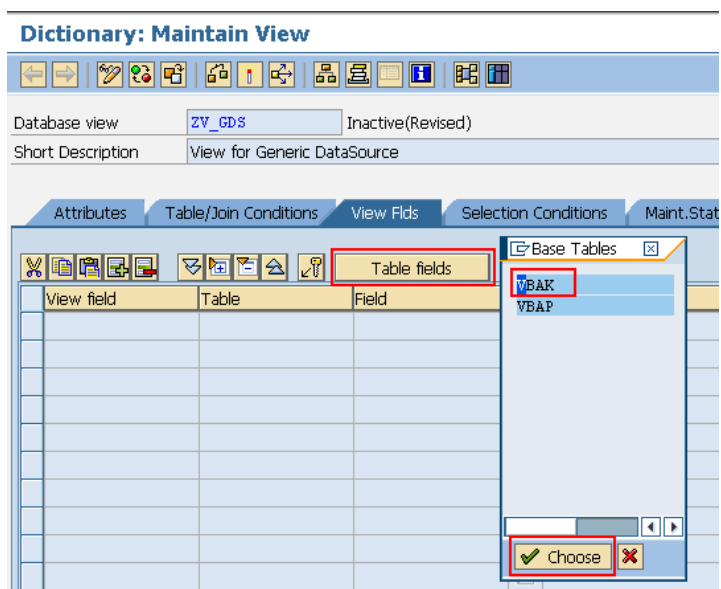 Dictionary: Maintain View
Database view ZV_GDS Inactive(Revised)
Short Description View for Generic DataSource
Attributes Table/Join Conditions View Flds Selection Conditions Maint.Stat
Table fields
View field Table Field
Base Tables
VBAK
VBAP
Choose